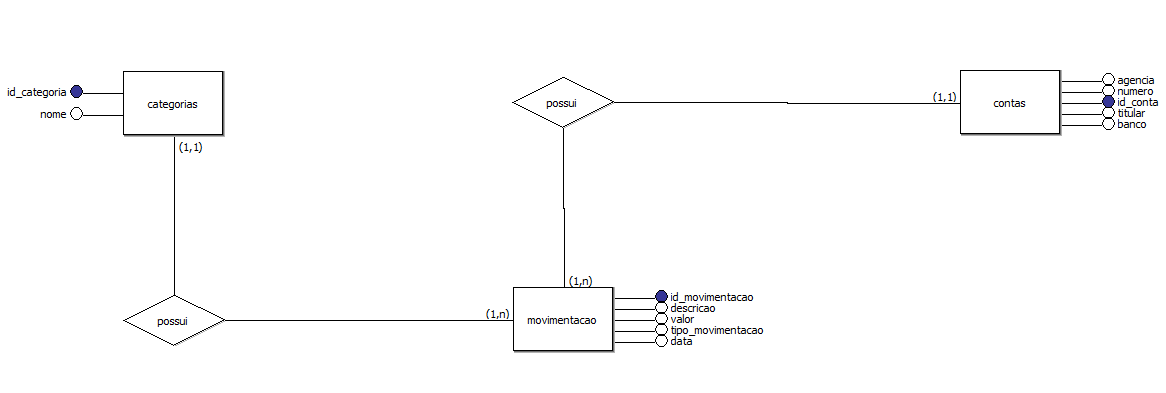 id_categoria
nome
categorias
(1,1)
possui
(1,n)
movimentacao
(1,n)
id_movimentacao
descricao
valor
tipo_movimentacao
data
possui
(1,1)
contas
agencia
numero
id_conta
titular
banco